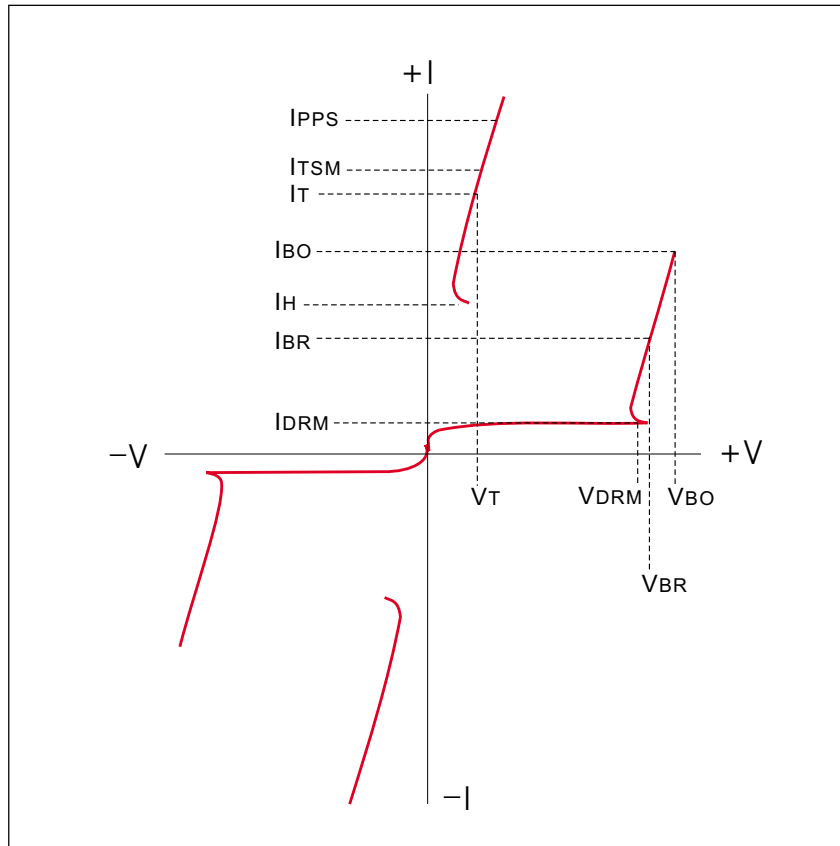 +I
IPPS
ITSM
IT
IBO
IH
IBR
IDRM
−V
+V
VT
VDRM
VBO
VBR
−I